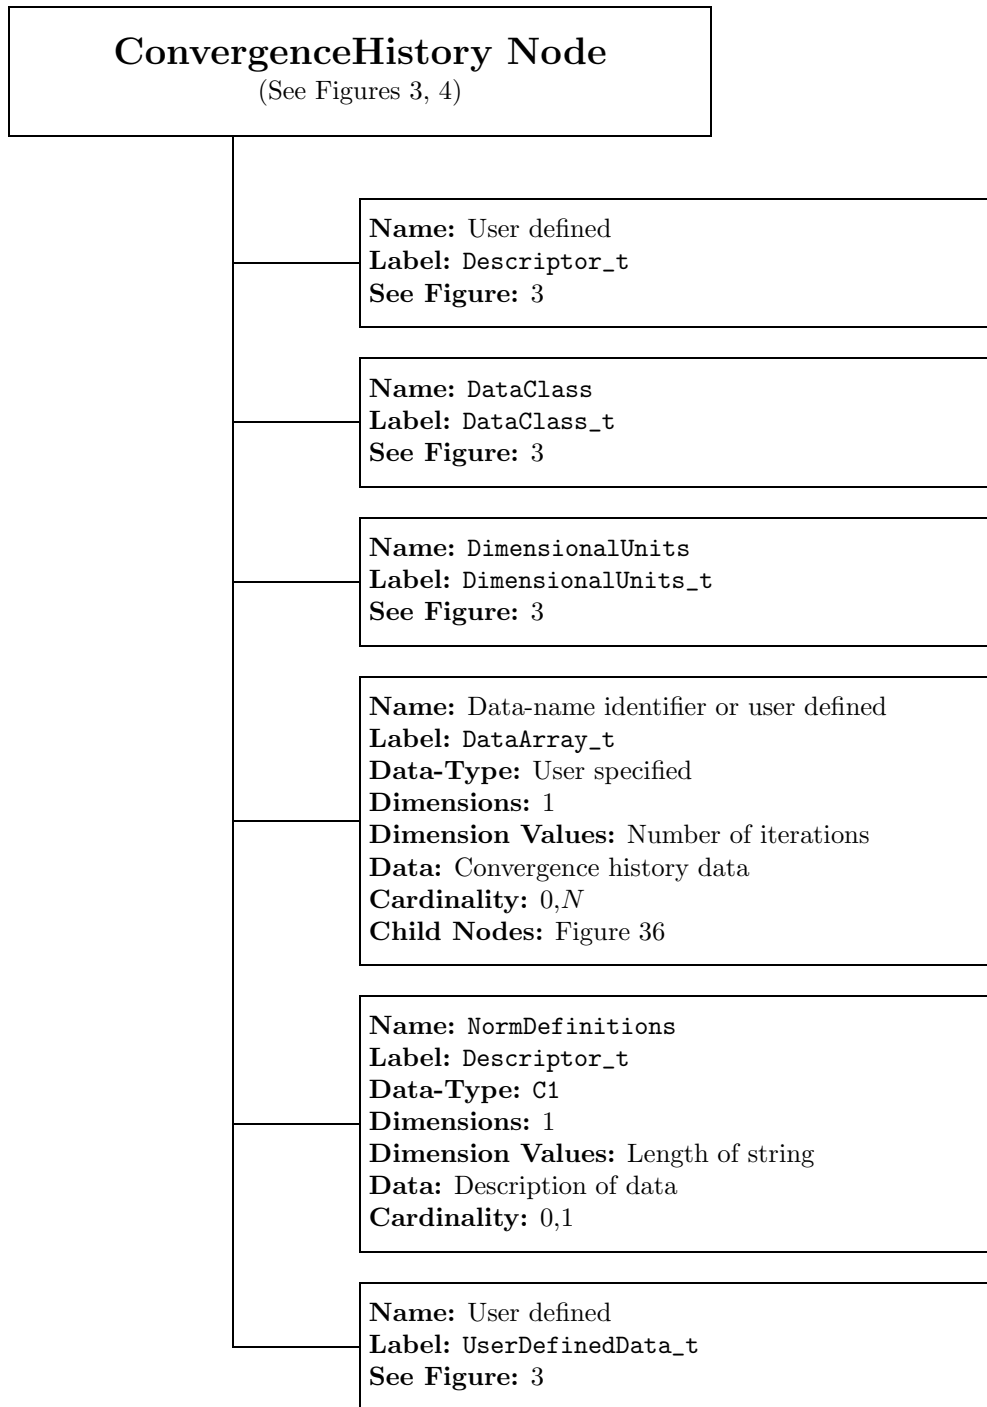 ConvergenceHistory Node
(See Figures 3, 4)
Name: User defined
Label: Descriptor_t
See Figure: 3
Name: DataClass
Label: DataClass_t
See Figure: 3
Name: DimensionalUnits
Label: DimensionalUnits_t
See Figure: 3
Name: Data-name identifier or user defined
Label: DataArray_t
Data-Type: User specified
Dimensions: 1
Dimension Values: Number of iterations
Data: Convergence history data
Cardinality: 0,N
Child Nodes: Figure 36
Name: NormDefinitions
Label: Descriptor_t
Data-Type: C1
Dimensions: 1
Dimension Values: Length of string
Data: Description of data
Cardinality: 0,1
Name: User defined
Label: UserDefinedData_t
See Figure: 3